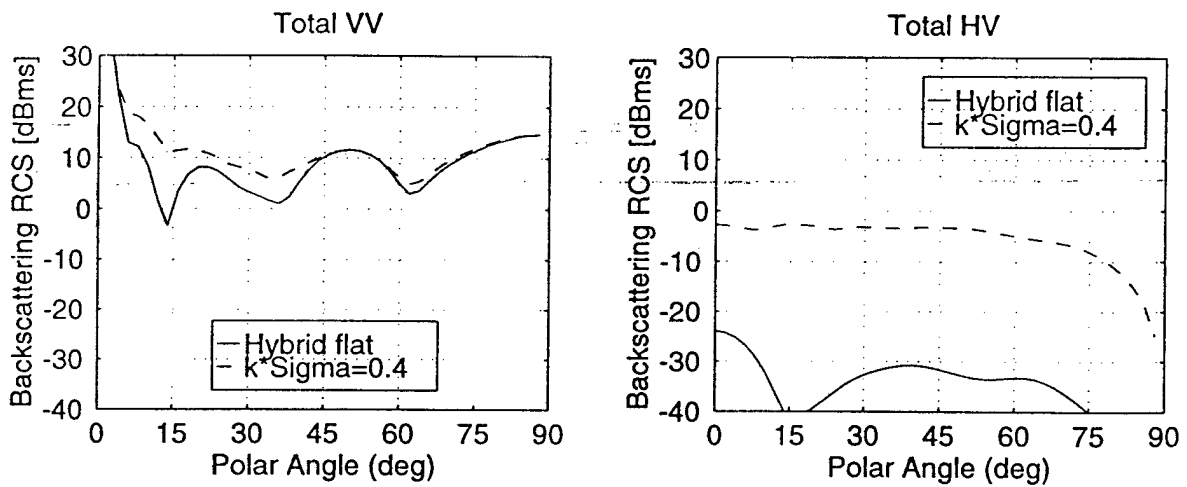 Total VV
Backscattering RCS [dBms]
30
20
10
0
-10
-20
-30
-40
Hybrid flat
k*Sigma=0.4
0 15 30 45 60 75 90
Polar Angle (deg)
Total HV
Backscattering RCS [dBms]
30
20
10
0
-10
-20
-30
-40
Hybrid flat
k*Sigma=0.4
0 15 30 45 60 75 90
Polar Angle (deg)